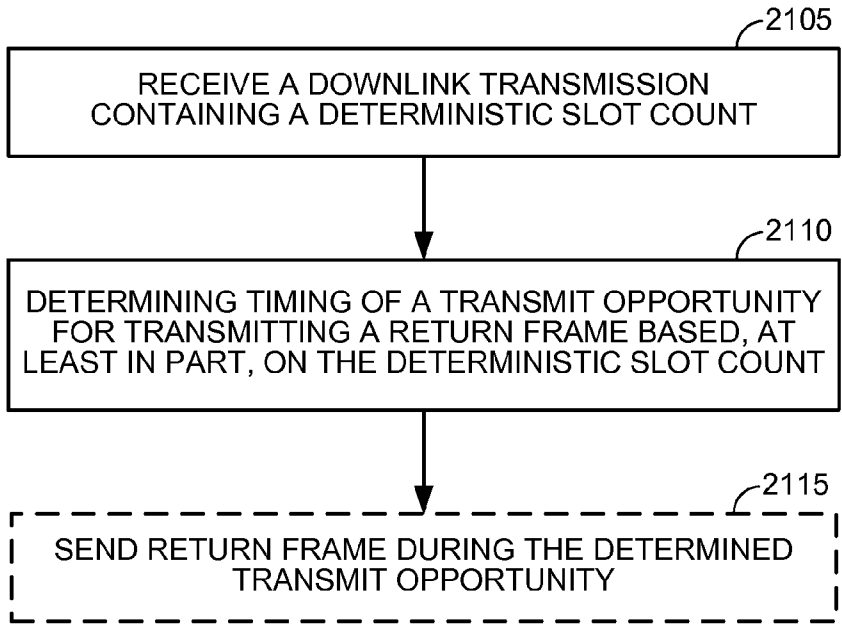 2105
RECEIVE A DOWNLINK TRANSMISSION
CONTAINING A DETERMINISTIC SLOT COUNT
2110
DETERMINING TIMING OF A TRANSMIT OPPORTUNITY
FOR TRANSMITTING A RETURN FRAME BASED, AT
LEAST IN PART, ON THE DETERMINISTIC SLOT COUNT
2115
SEND RETURN FRAME DURING THE DETERMINED
TRANSMIT OPPORTUNITY